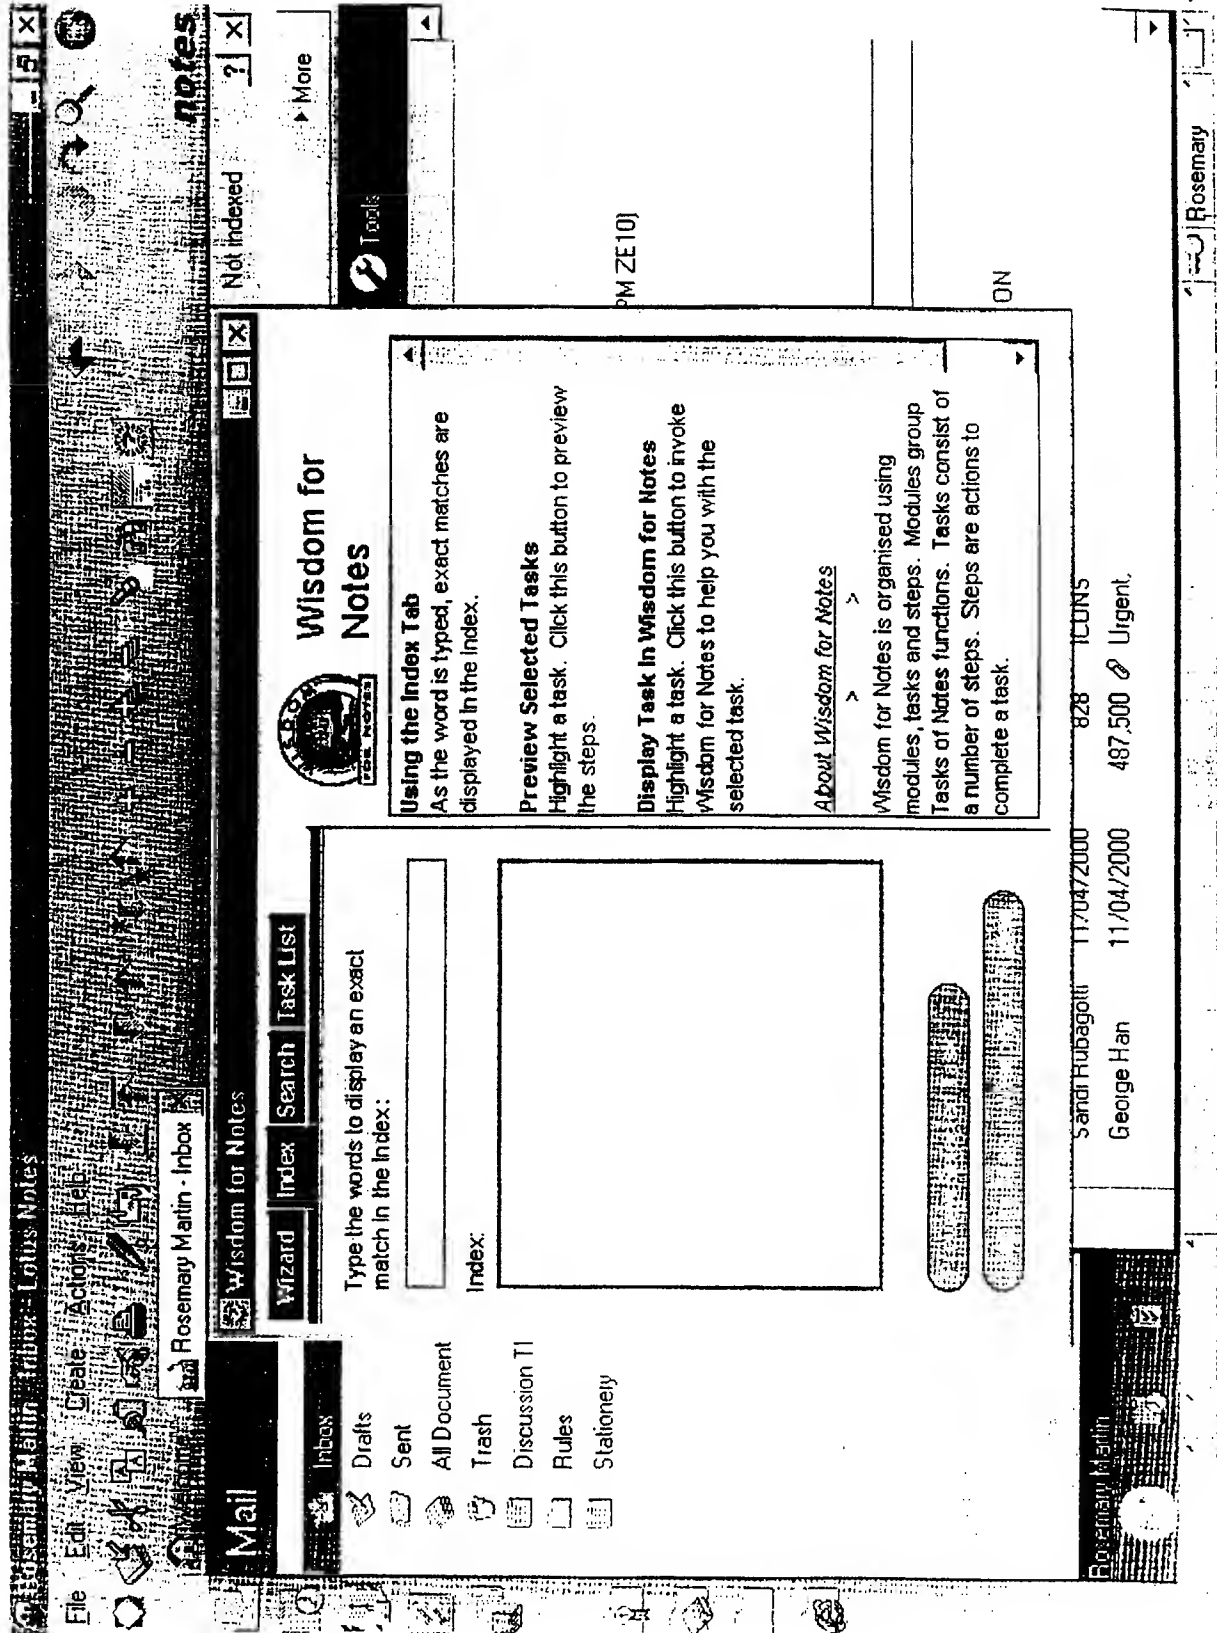 Rosemary Martin - Inbox - Lotus Notes
File Edit View Create Actions Help
notes
Welcome
Rosemary Martin - Inbox
Mail
Not Indexed
? 
More
Tools
Inbox
Drafts
Sent
All Document
Trash
Discussion T
Rules
Stationery
Wisdom for Notes
Wizard Index Search Task List
Type the words to display an exact
match in the Index:
Index:
WISDOM
FOR NOTES
Wisdom for
Notes
Using the Index Tab
As the word is typed, exact matches are
displayed in the Index.
Preview Selected Tasks
Highlight a task. Click this button to preview
the steps.
Display Task in Wisdom for Notes
Highlight a task. Click this button to invoke
Wisdom for Notes to help you with the
selected task.
About Wisdom for Notes
> >
Wisdom for Notes is organised using
modules, tasks and steps. Modules group
Tasks of Notes functions. Tasks consist of
a number of steps. Steps are actions to
complete a task.
PM ZE10)
ON
Sandi Rubagotti 11/04/2000 828 ICONS
George Han 11/04/2000 487,500 Urgent,
Rosemary Martin
Rosemary